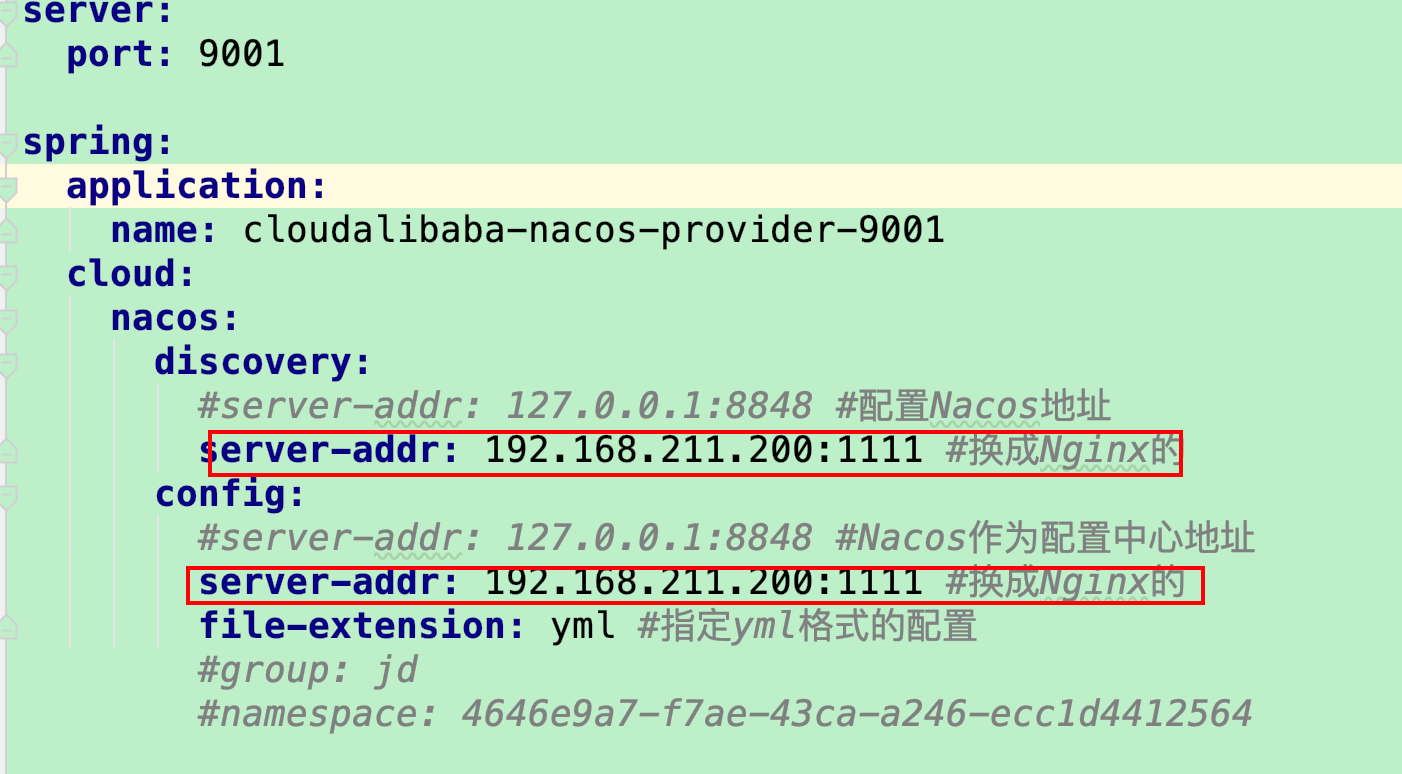 server:
  port: 9001

spring:
  application:
    name: cloudalibaba-nacos-provider-9001
  cloud:
    nacos:
      discovery:
        #server-addr: 127.0.0.1:8848 #配置Nacos地址
        server-addr: 192.168.211.200:1111 #换成Nginx的
      config:
        #server-addr: 127.0.0.1:8848 #Nacos作为配置中心地址
        server-addr: 192.168.211.200:1111 #换成Nginx的
        file-extension: yml #指定yml格式的配置
        #group: jd
        #namespace: 4646e9a7-f7ae-43ca-a246-ecc1d4412564